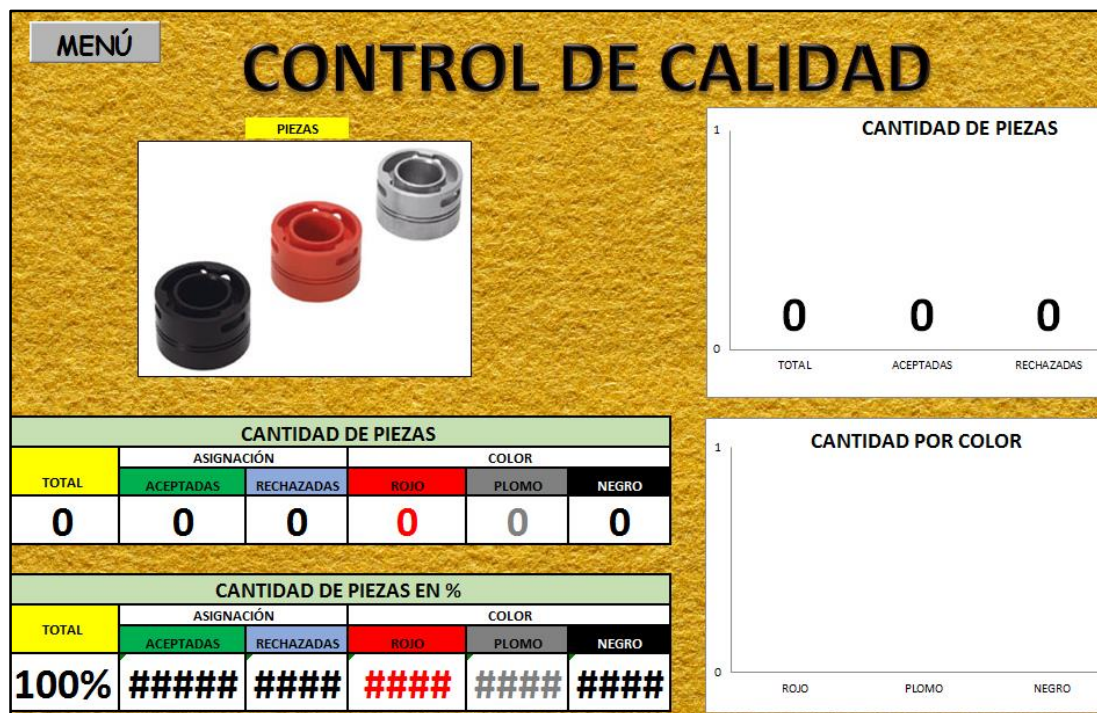 MENÚ
CONTROL DE CALIDAD
PIEZAS
CANTIDAD DE PIEZAS
1
0 0 0
0
TOTAL ACEPTADAS RECHAZADAS
CANTIDAD DE PIEZAS
ASIGNACIÓN COLOR
TOTAL ACEPTADAS RECHAZADAS ROJO PLOMO NEGRO
0 0 0 0 0 0
CANTIDAD DE PIEZAS EN %
ASIGNACIÓN COLOR
TOTAL ACEPTADAS RECHAZADAS ROJO PLOMO NEGRO
100% ##### #### #### #### ####
CANTIDAD POR COLOR
1
0
ROJO PLOMO NEGRO